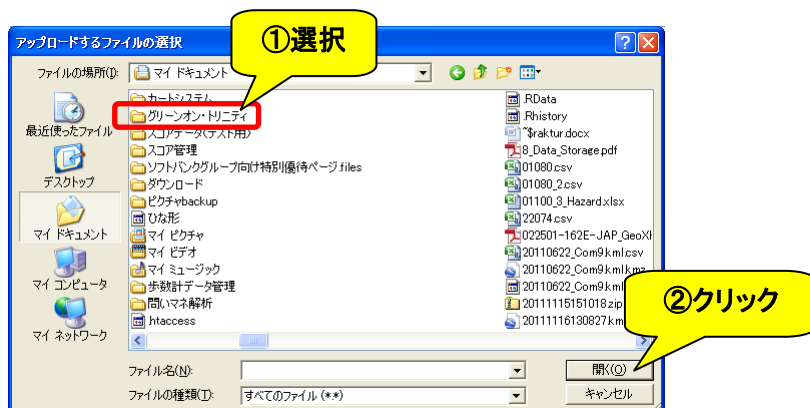 アップロードするファイルの選択
①選択
ファイルの場所(I):
マイ ドキュメント
最近使ったファイル
デスクトップ
マイ ドキュメント
マイ コンピュータ
マイ ネットワーク
カートシステム
グリーンオン・トリニティ
スコアデータ(テスト用)
スコア管理
ソフトバンクグループ向け特別優待ページ.files
ダウンロード
ピクチャbackup
ひな形
マイ ピクチャ
マイ ビデオ
マイ ミュージック
歩数計データ管理
問いマネ解析
.htaccess
.RData
.Rhistory
~$raktur.docx
8_Data_Storage.pdf
01080.csv
01080_2.csv
01100_3_Hazard.xlsx
22074.csv
022501-162E-JAP_GeoXH
20110622_Com9.kml.csv
20110622_Com9.kml.kmz
20110622_Com9.kml
20111115151018.zip
20111116130827.km
②クリック
ファイル名(N):
開く(O)
ファイルの種類(T):
すべてのファイル (*.*)
キャンセル